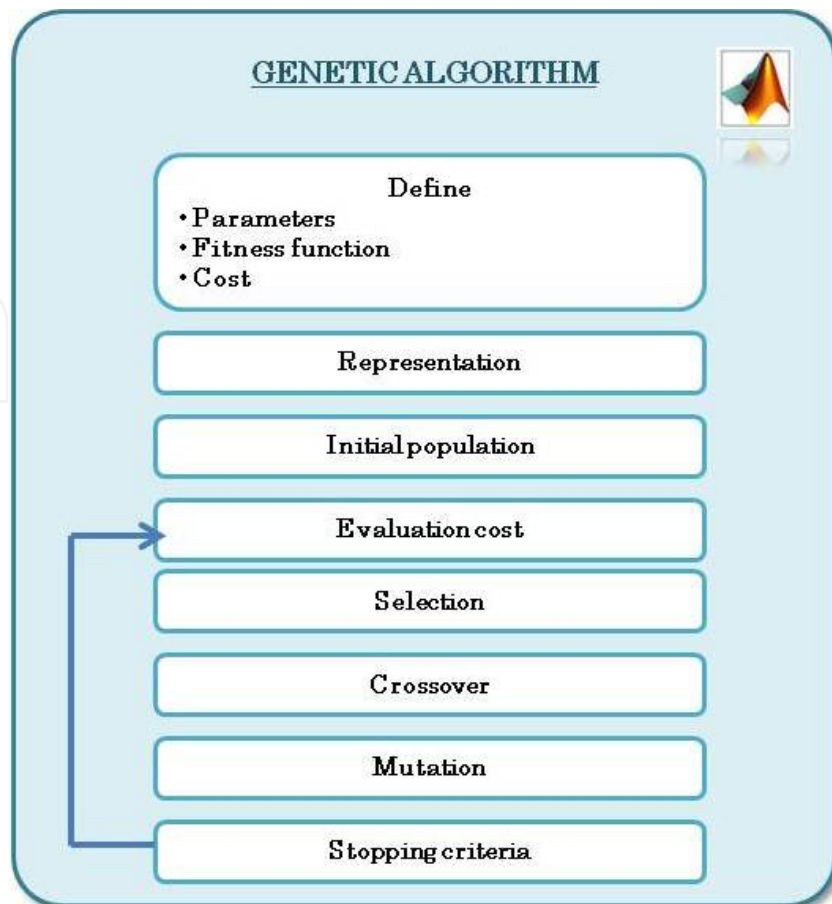 GENETIC ALGORITHM
Define
• Parameters
• Fitness function
• Cost
Representation
Initial population
Evaluation cost
Selection
Crossover
Mutation
Stopping criteria